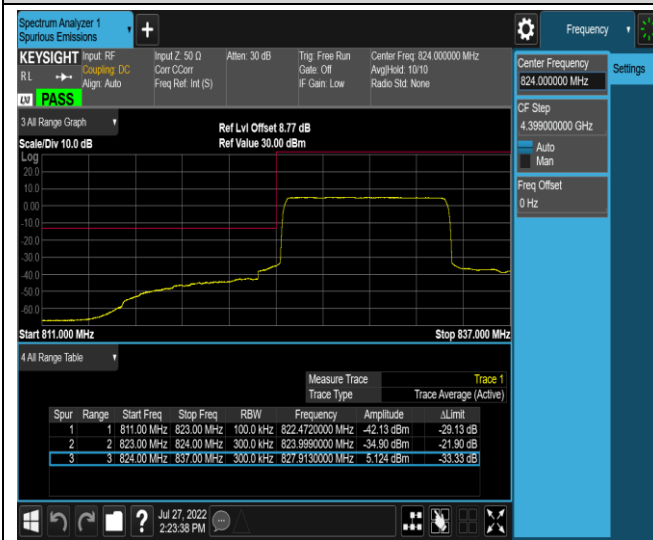 Spectrum Analyzer 1
Spurious Emissions
Frequency
KEYSIGHT
RL
LXI PASS
Input: RF
Coupling: DC
Align: Auto
Input Z: 50 Ω
Corr CCorr
Freq Ref: Int (S)
Atten: 30 dB
Trig: Free Run
Gate: Off
IF Gain: Low
Center Freq: 824.000000 MHz
Avg|Hold: 10/10
Radio Std: None
Center Frequency
824.000000 MHz
Settings
CF Step
4.399000000 GHz
Auto
Man
Freq Offset
0 Hz
3 All Range Graph
Scale/Div 10.0 dB
Ref Lvl Offset 8.77 dB
Ref Value 30.00 dBm
Log
20.0
10.0
0.00
-10.0
-20.0
-30.0
-40.0
-50.0
-60.0
Start 811.000 MHz
Stop 837.000 MHz
4 All Range Table
Measure Trace Trace 1
Trace Type Trace Average (Active)
Spur Range Start Freq Stop Freq RBW Frequency Amplitude ΔLimit
1 1 811.00 MHz 823.00 MHz 100.0 kHz 822.4720000 MHz -42.13 dBm -29.13 dB
2 2 823.00 MHz 824.00 MHz 300.0 kHz 823.9990000 MHz -34.90 dBm -21.90 dB
3 3 824.00 MHz 837.00 MHz 300.0 kHz 827.9130000 MHz 5.124 dBm -33.33 dB
Jul 27, 2022
2:23:38 PM